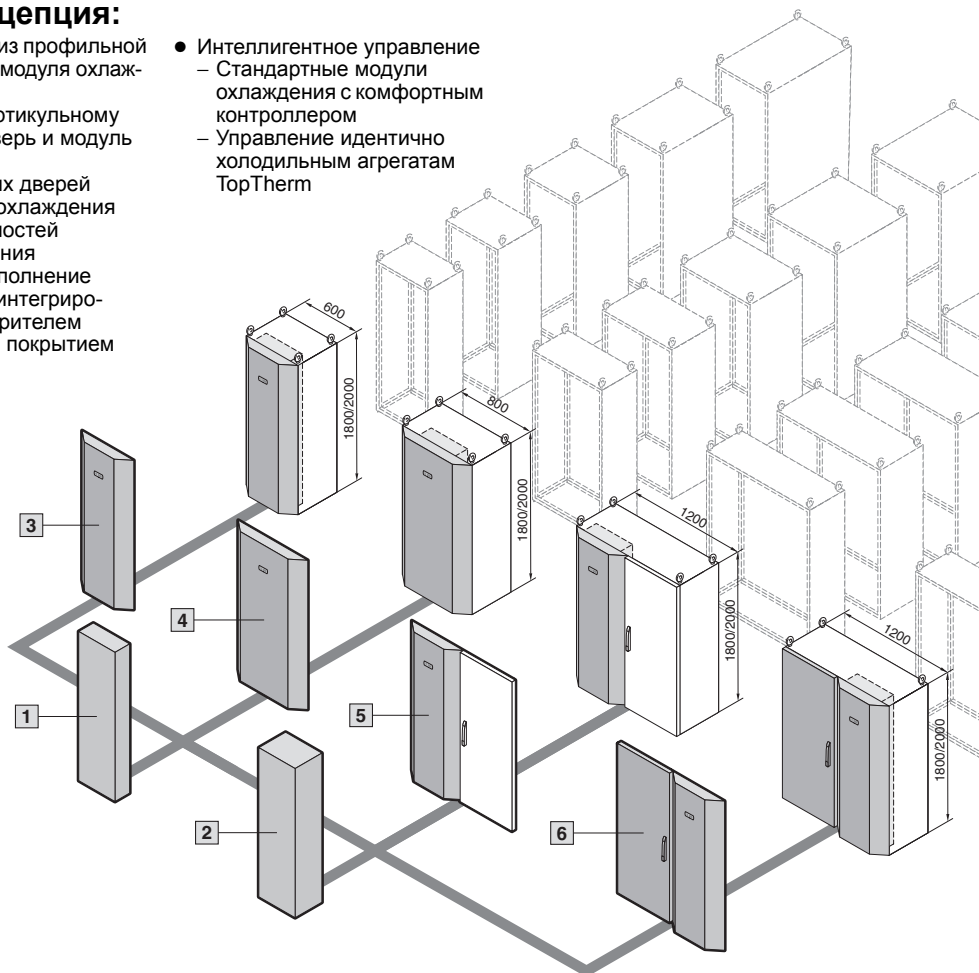 цепция:
из профильной
модуля охлаж-
ртикульному
верь и модуль
их дверей
охлаждения
ностей
ния
полнение
интегриро-
рителем
покрытием
● Интеллигентное управление
– Стандартные модули
охлаждения с комфортным
контроллером
– Управление идентично
холодильным агрегатам
TopTherm
600
1800/2000
800
1800/2000
1200
1800/2000
1200
1800/2000
3
4
1
5
2
6